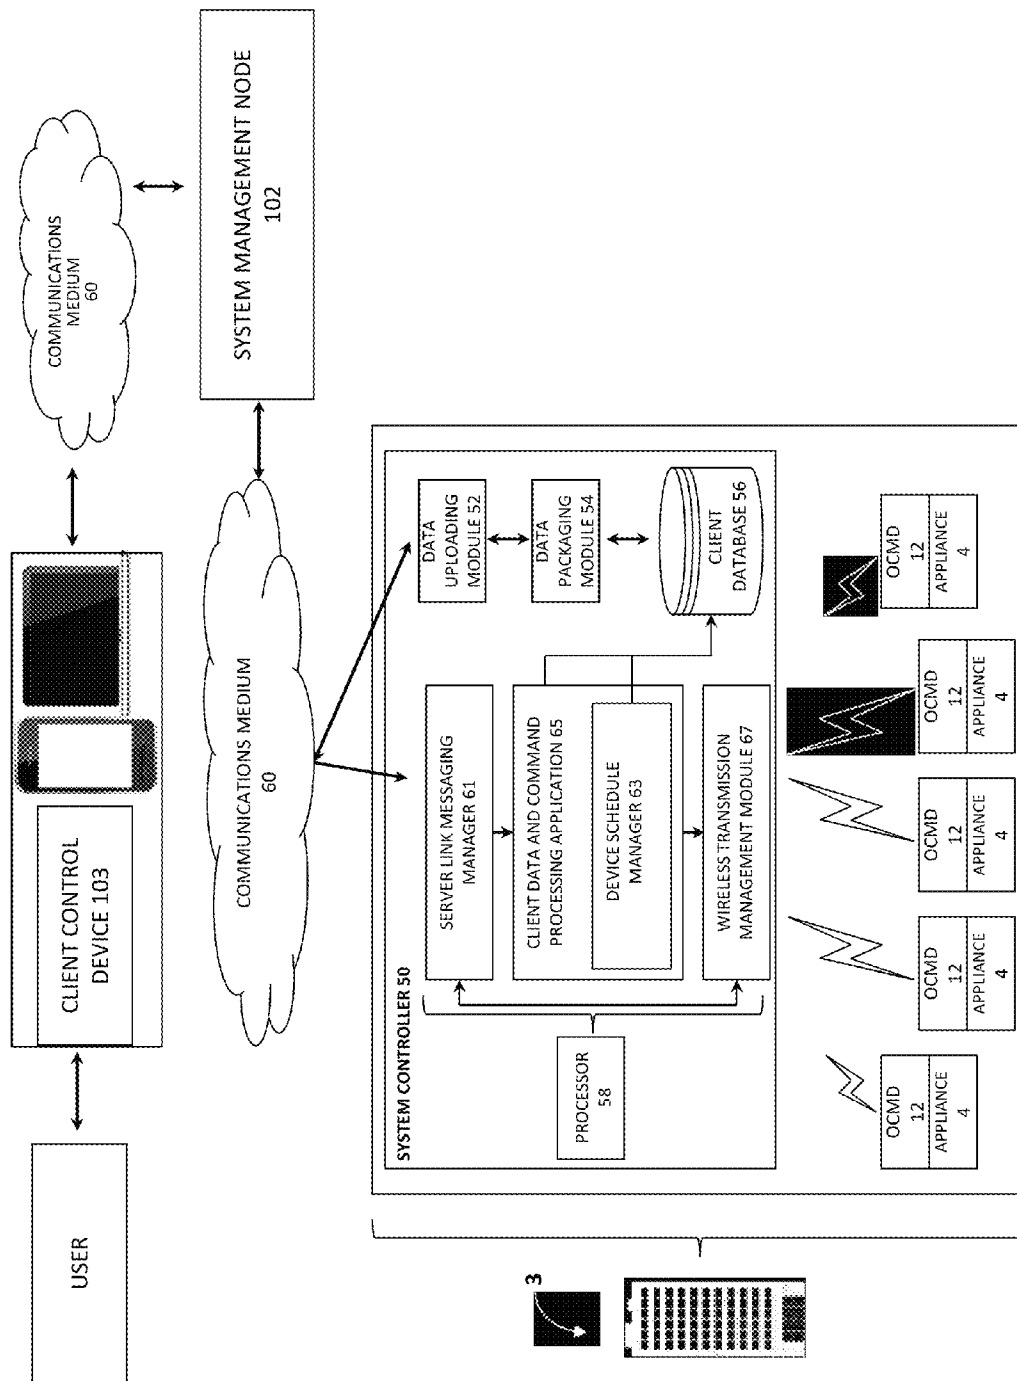 USER
CLIENT CONTROL
DEVICE 103
COMMUNICATIONS
MEDIUM
60
COMMUNICATIONS MEDIUM
60
SYSTEM MANAGEMENT NODE
102
3
SYSTEM CONTROLLER 50
PROCESSOR
58
SERVER LINK MESSAGING
MANAGER 61
CLIENT DATA AND COMMAND
PROCESSING APPLICATION 65
DEVICE SCHEDULE
MANAGER 63
WIRELESS TRANSMISSION
MANAGEMENT MODULE 67
DATA
UPLOADING
MODULE 52
DATA
PACKAGING
MODULE 54
CLIENT
DATABASE 56
OCMD
12
APPLIANCE
4
OCMD
12
APPLIANCE
4
OCMD
12
APPLIANCE
4
OCMD
12
APPLIANCE
4
OCMD
12
APPLIANCE
4